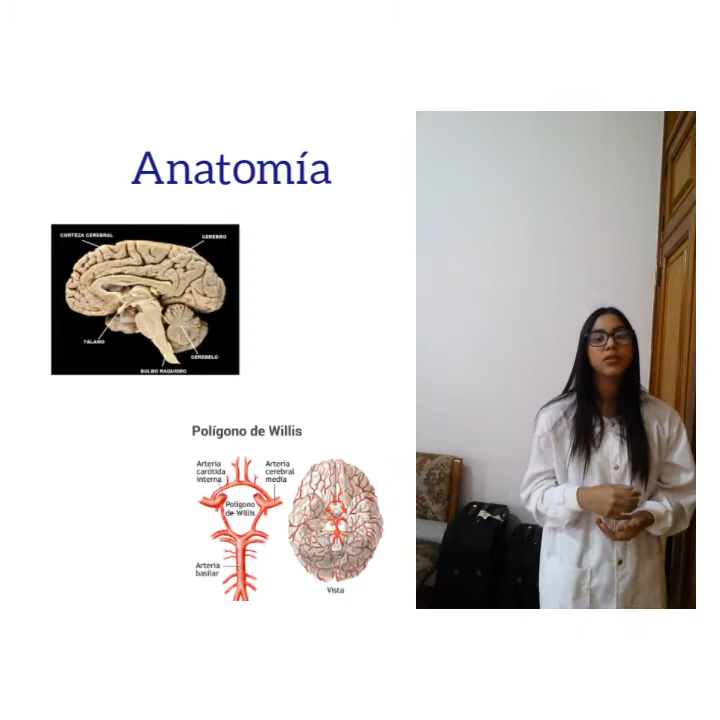 Anatomía
CORTEZA CEREBRAL
CEREBRO
TÁLAMO
CEREBELO
BULBO RAQUÍDEO
Polígono de Willis
Arteria
carótida
interna
Arteria
cerebral
media
Polígono
de Willis
Arteria
basilar
Vista